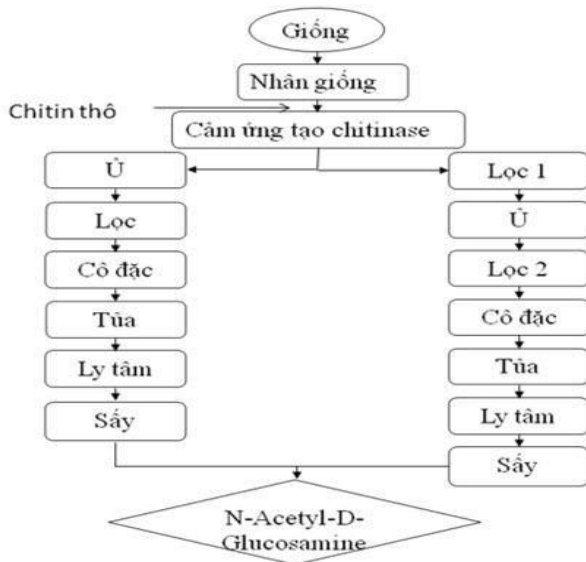 Giống
Nhân giống
Chitin thô
Cảm ứng tạo chitinase
Ủ
Lọc
Cô đặc
Tủa
Ly tâm
Sấy
Lọc 1
Ủ
Lọc 2
Cô đặc
Tủa
Ly tâm
Sấy
N-Acetyl-D-
Glucosamine